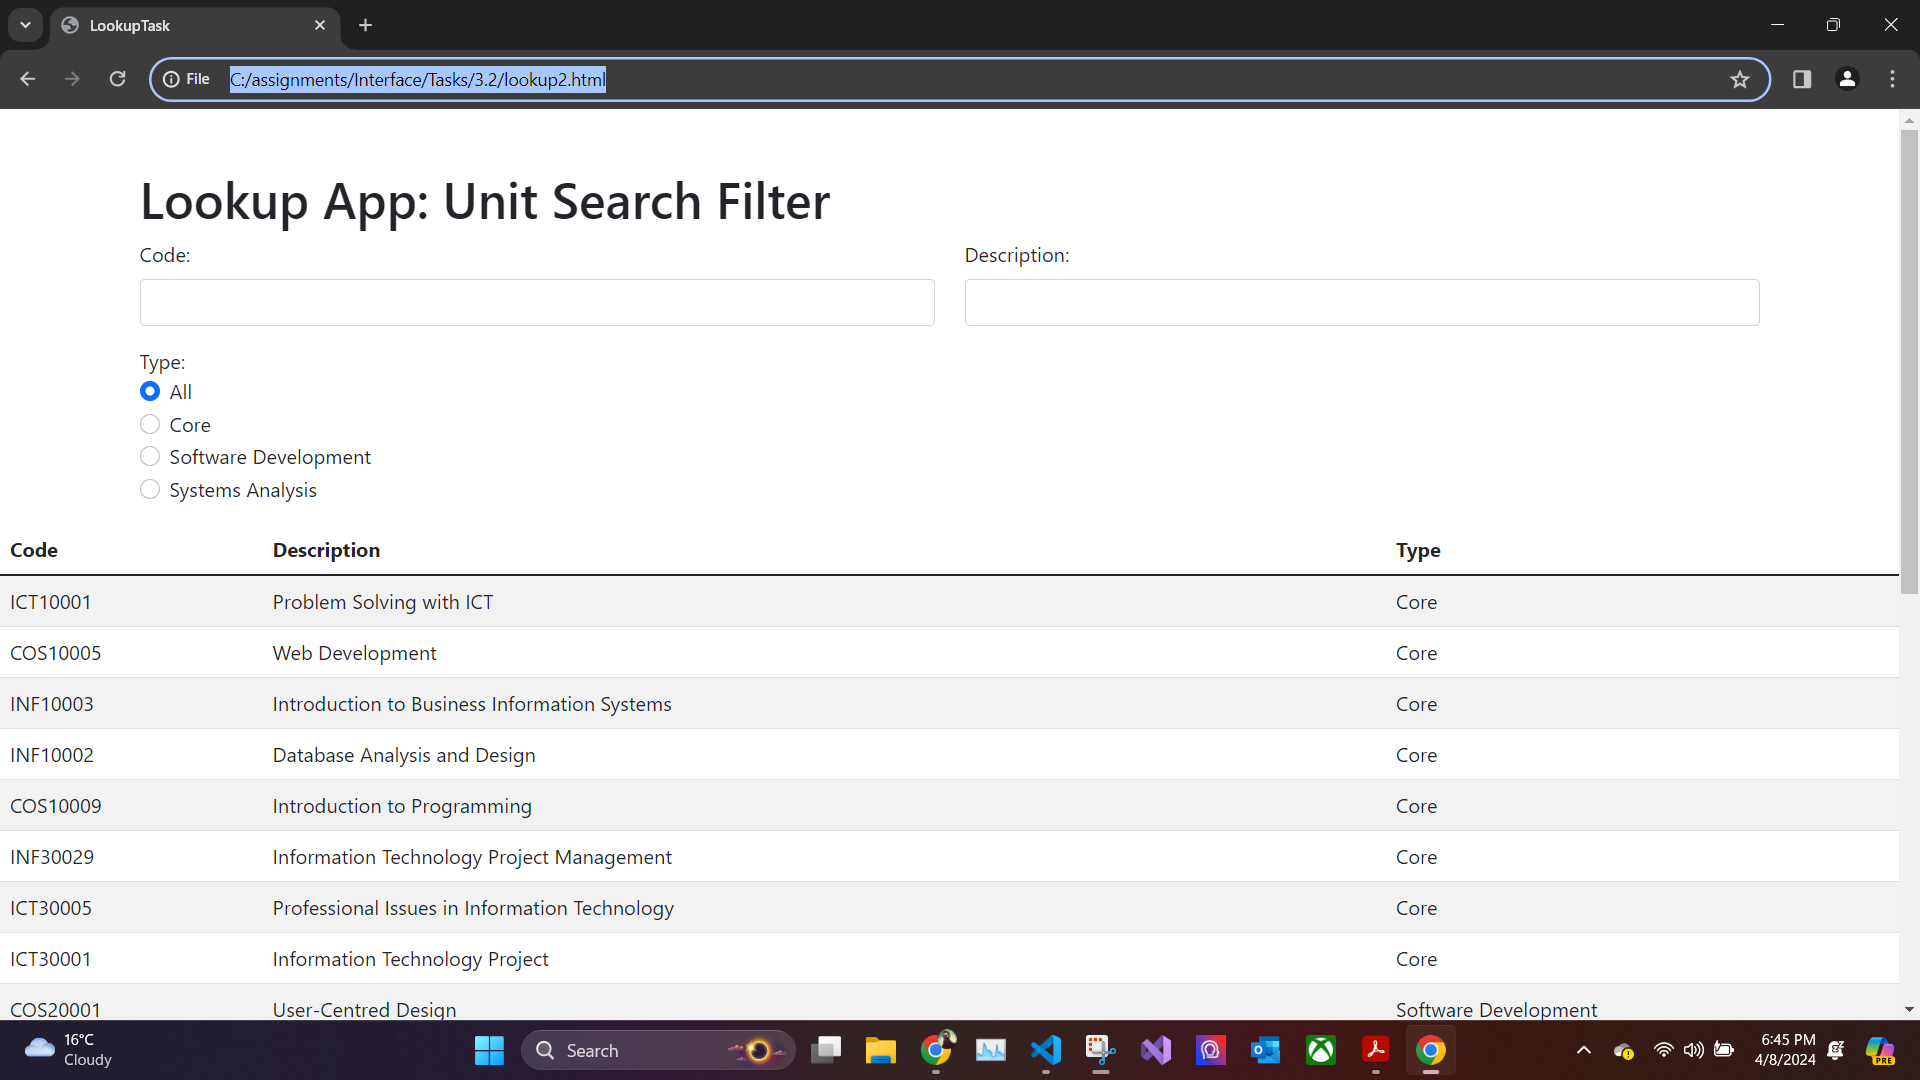 LookupTask
File C:/assignments/Interface/Tasks/3.2/lookup2.html
Lookup App: Unit Search Filter
Code: Description:
Type:
All
Core
Software Development
Systems Analysis
Code Description Type
ICT10001 Problem Solving with ICT Core
COS10005 Web Development Core
INF10003 Introduction to Business Information Systems Core
INF10002 Database Analysis and Design Core
COS10009 Introduction to Programming Core
INF30029 Information Technology Project Management Core
ICT30005 Professional Issues in Information Technology Core
ICT30001 Information Technology Project Core
COS20001 User-Centred Design Software Development
16°C
Cloudy
Search
6:45 PM
4/8/2024
PRE